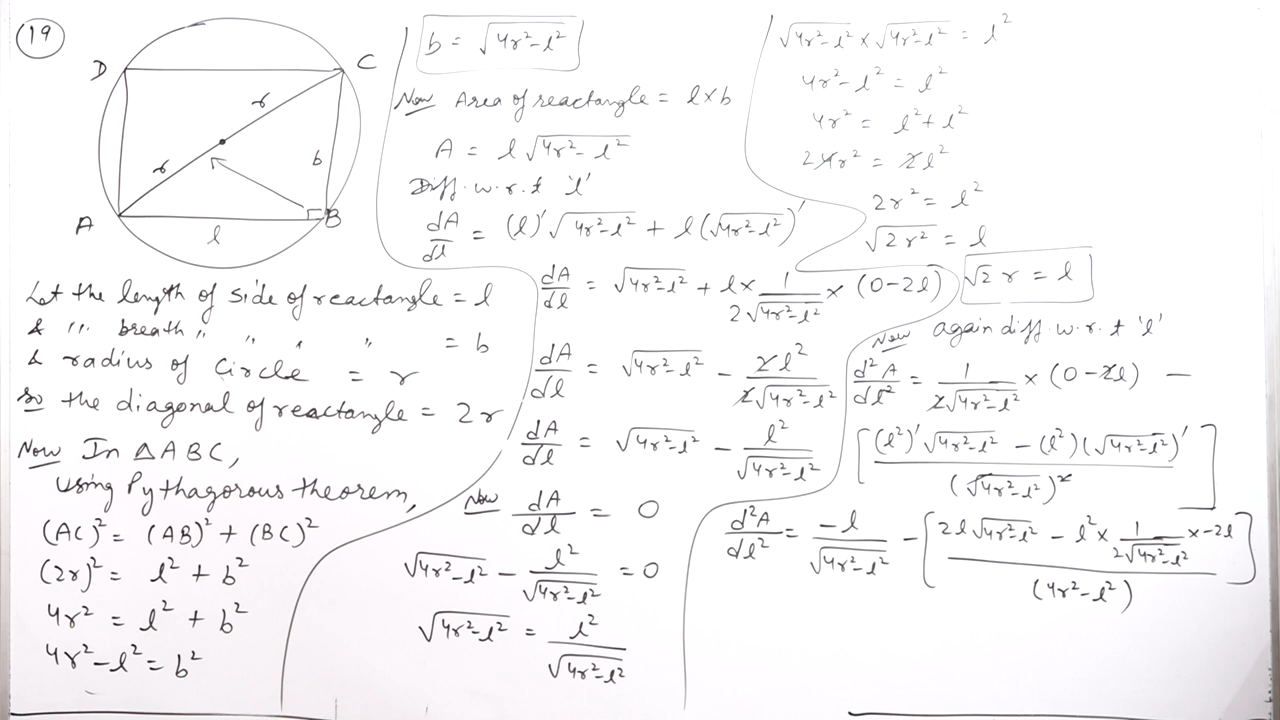 19
D
C
r
r
b
A
l
B
Let the length of side of reactangle = l
& ,, breath ,, ,, ,, ,, = b
& radius of Circle = r
So the diagonal of reactangle = 2r
Now In ΔABC,
Using Pythagorous theorem,
(AC)² = (AB)² + (BC)²
(2r)² = l² + b²
4r² = l² + b²
4r² - l² = b²
b = √4r²-l²
Now Area of reactangle = l×b
A = l √4r²-l²
Diff. w.r.t 'l'
dA/dl = (l)' √4r²-l² + l(√4r²-l²)'
dA/dl = √4r²-l² + l × 1/2√4r²-l² × (0-2l)
dA/dl = √4r²-l² - 2l²/2√4r²-l²
dA/dl = √4r²-l² - l²/√4r²-l²
Now dA/dl = 0
√4r²-l² - l²/√4r²-l² = 0
√4r²-l² = l²/√4r²-l²
√4r²-l² × √4r²-l² = l²
4r²-l² = l²
4r² = l²+l²
2 4r² = 2l²
2r² = l²
√2r² = l
√2 r = l
Now again diff. w.r.t 'l'
d²A/dl² = 1/2√4r²-l² × (0-2l) -
[(l²)' √4r²-l² - (l²)(√4r²-l²)' / (√4r²-l²)²]
d²A/dl² = -l/√4r²-l² - [2l√4r²-l² - l² × 1/2√4r²-l² × -2l / (4r²-l²)]